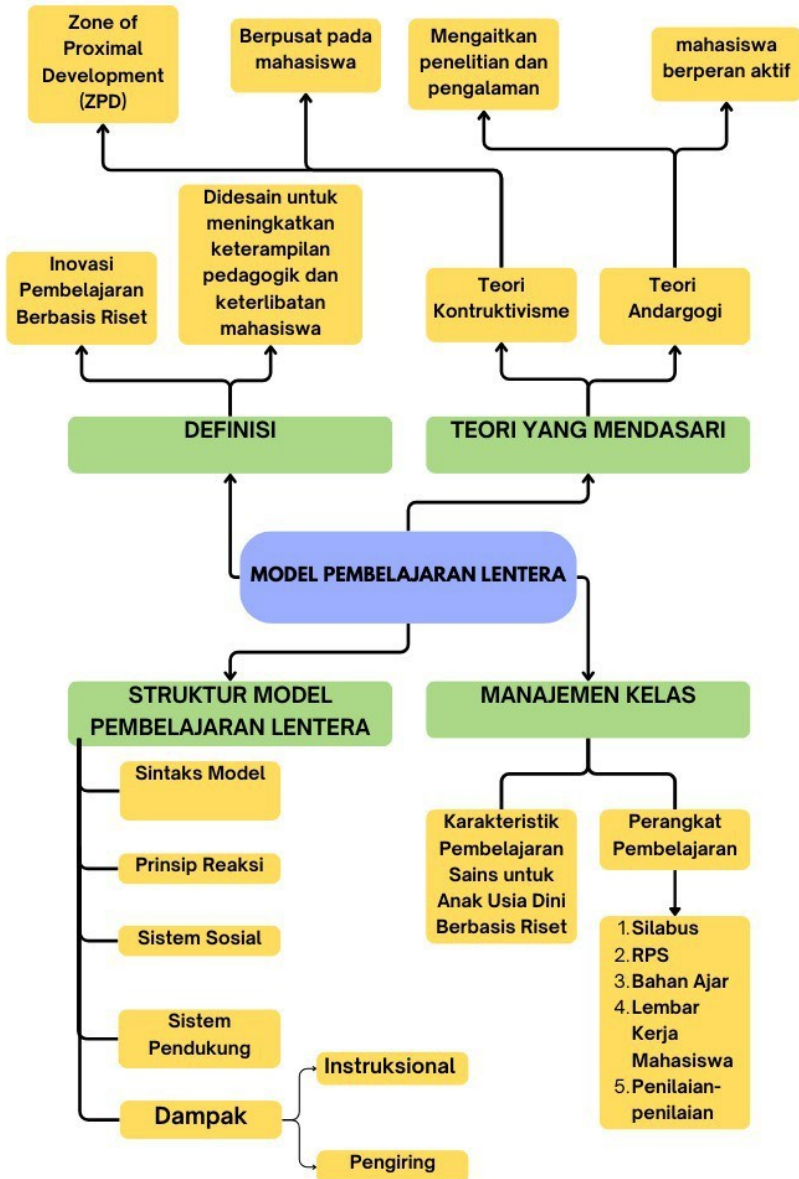 Zone of
Proximal
Development
(ZPD)
Berpusat pada
mahasiswa
Mengaitkan
penelitian dan
pengalaman
mahasiswa
berperan aktif
Inovasi
Pembelajaran
Berbasis Riset
Didesain untuk
meningkatkan
keterampilan
pedagogik dan
keterlibatan
mahasiswa
Teori
Kontruktivisme
Teori
Andargogi
DEFINISI
TEORI YANG MENDASARI
MODEL PEMBELAJARAN LENTERA
STRUKTUR MODEL
PEMBELAJARAN LENTERA
Sintaks Model
Prinsip Reaksi
Sistem Sosial
Sistem
Pendukung
Dampak
Instruksional
Pengiring
MANAJEMEN KELAS
Karakteristik
Pembelajaran
Sains untuk
Anak Usia Dini
Berbasis Riset
Perangkat
Pembelajaran
1. Silabus
2. RPS
3. Bahan Ajar
4. Lembar
Kerja
Mahasiswa
5. Penilaian-
penilaian